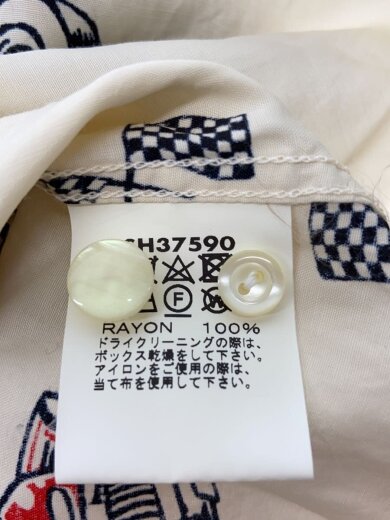 SH37590
F
W
RAYON 100%
ドライクリーニングの際は、
ボックス乾燥をして下さい。
アイロンをご使用の際は、
当て布を使用して下さい。